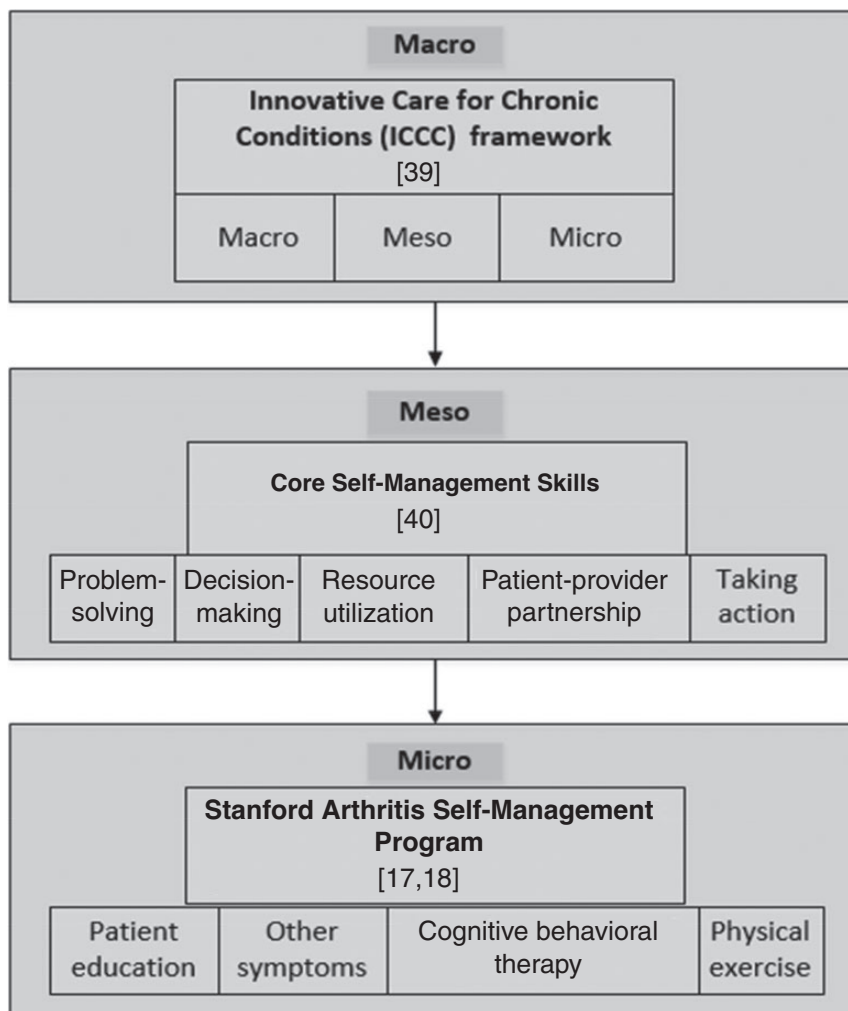 Macro
Innovative Care for Chronic
Conditions (ICCC) framework
[39]
Macro
Meso
Micro
Meso
Core Self-Management Skills
[40]
Problem-
solving
Decision-
making
Resource
utilization
Patient-provider
partnership
Taking
action
Micro
Stanford Arthritis Self-Management
Program
[17,18]
Patient
education
Other
symptoms
Cognitive behavioral
therapy
Physical
exercise